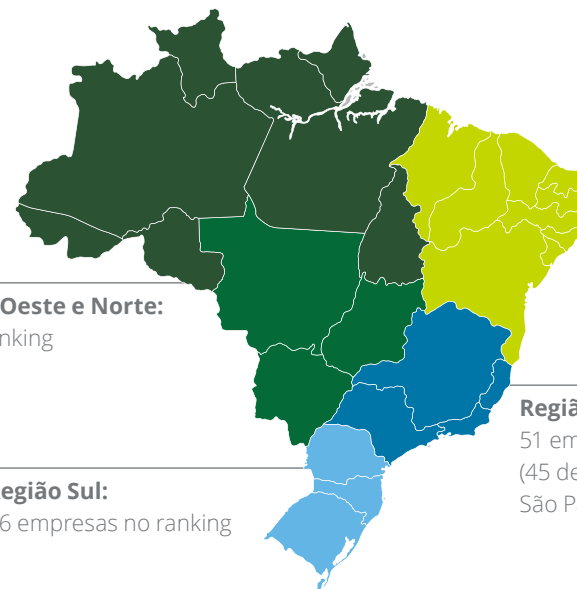 Oeste e Norte:
nking
egião Sul:
6 empresas no ranking
Regiã
51 em
(45 de
São Pa